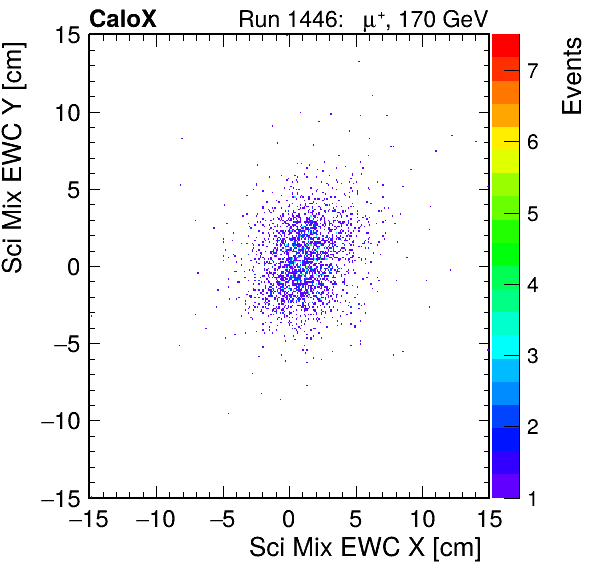 CaloX Run 1446: μ⁺, 170 GeV
Events
Sci Mix EWC Y [cm]
15
10
5
0
−5
−10
−15
7
6
5
4
3
2
1
−15 −10 −5 0 5 10 15
Sci Mix EWC X [cm]